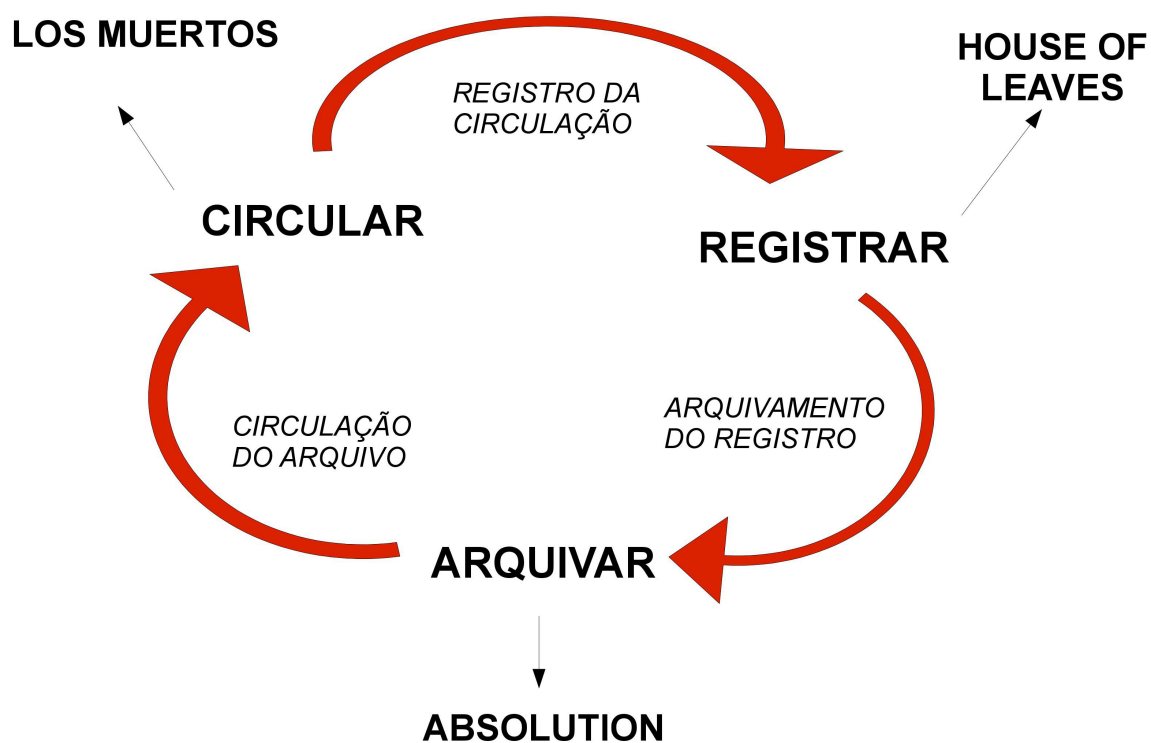 LOS MUERTOS
HOUSE OF
LEAVES
REGISTRO DA
CIRCULAÇÃO
CIRCULAR
REGISTRAR
CIRCULAÇÃO
DO ARQUIVO
ARQUIVAMENTO
DO REGISTRO
ARQUIVAR
ABSOLUTION